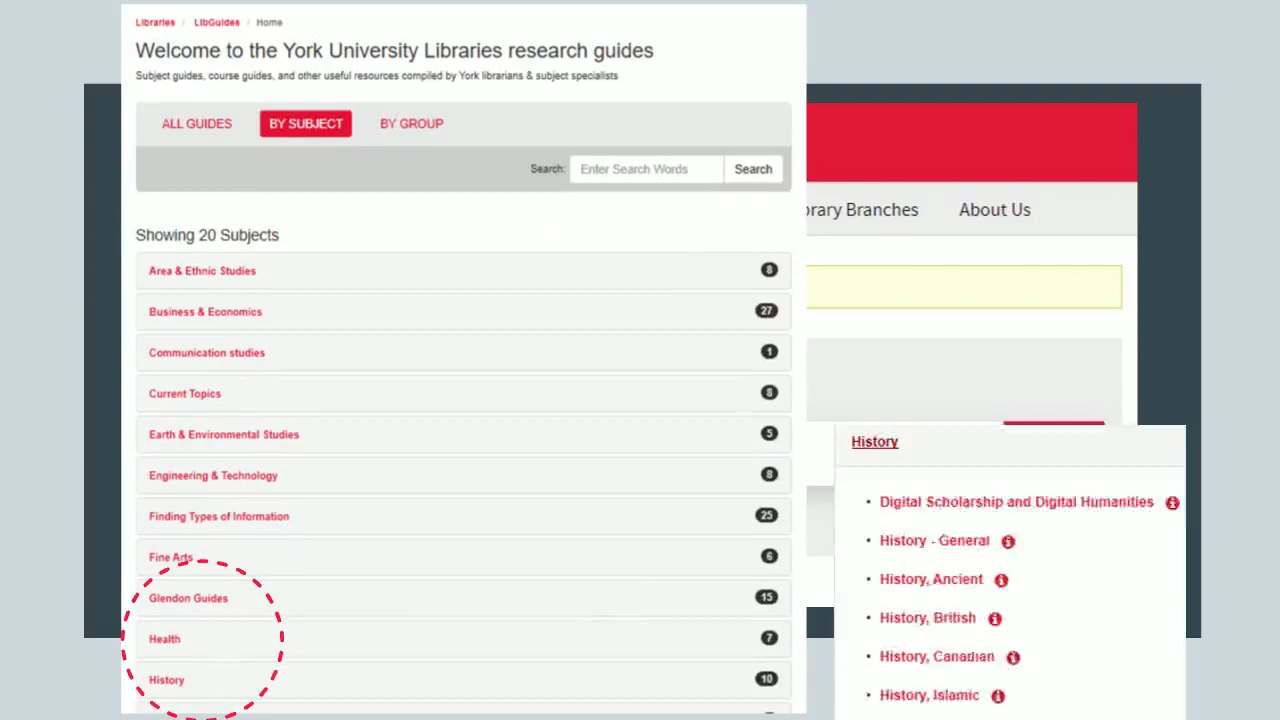 Libraries / LibGuides / Home
Welcome to the York University Libraries research guides
Subject guides, course guides, and other useful resources compiled by York librarians & subject specialists
ALL GUIDES BY SUBJECT BY GROUP
Search: Enter Search Words Search
Showing 20 Subjects
Area & Ethnic Studies 8
Business & Economics 27
Communication studies 1
Current Topics 8
Earth & Environmental Studies 5
Engineering & Technology 8
Finding Types of Information 25
Fine Arts 6
Glendon Guides 15
Health 7
History 10
Branches About Us
History
• Digital Scholarship and Digital Humanities
• History - General
• History, Ancient
• History, British
• History, Canadian
• History, Islamic